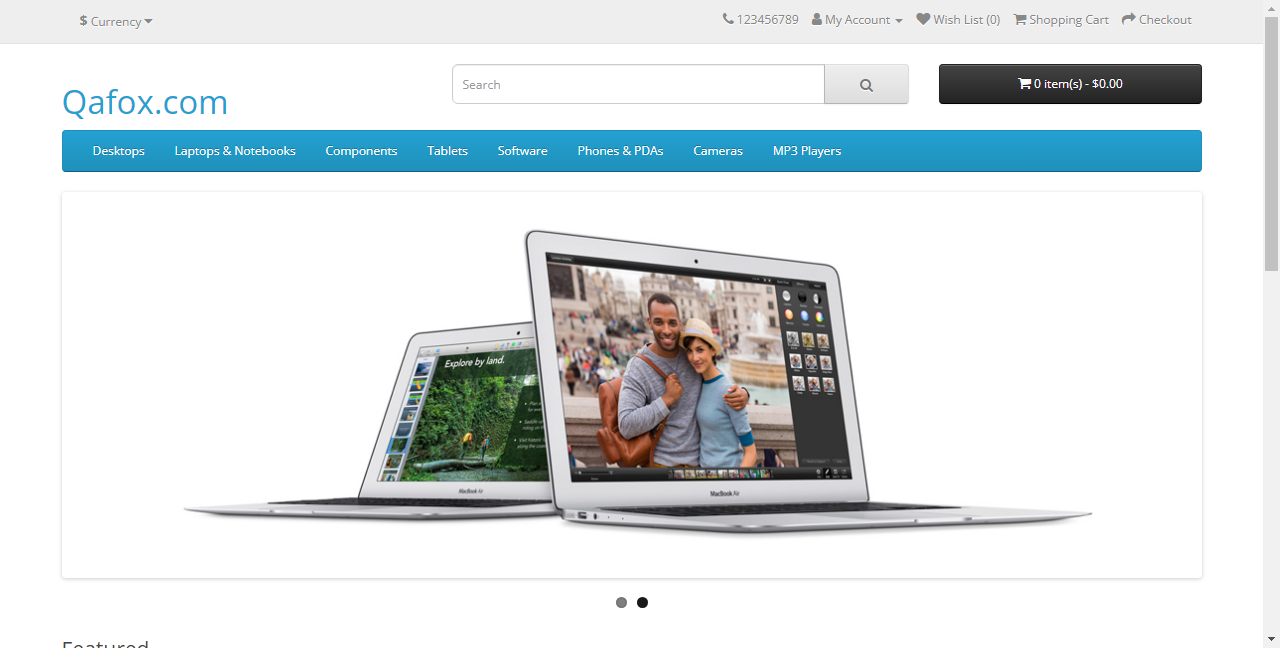 $ Currency
123456789 My Account Wish List (0) Shopping Cart Checkout
Qafox.com
Search
0 item(s) - $0.00
Desktops Laptops & Notebooks Components Tablets Software Phones & PDAs Cameras MP3 Players
Explore by land.
MacBook Air
MacBook Air
Featured